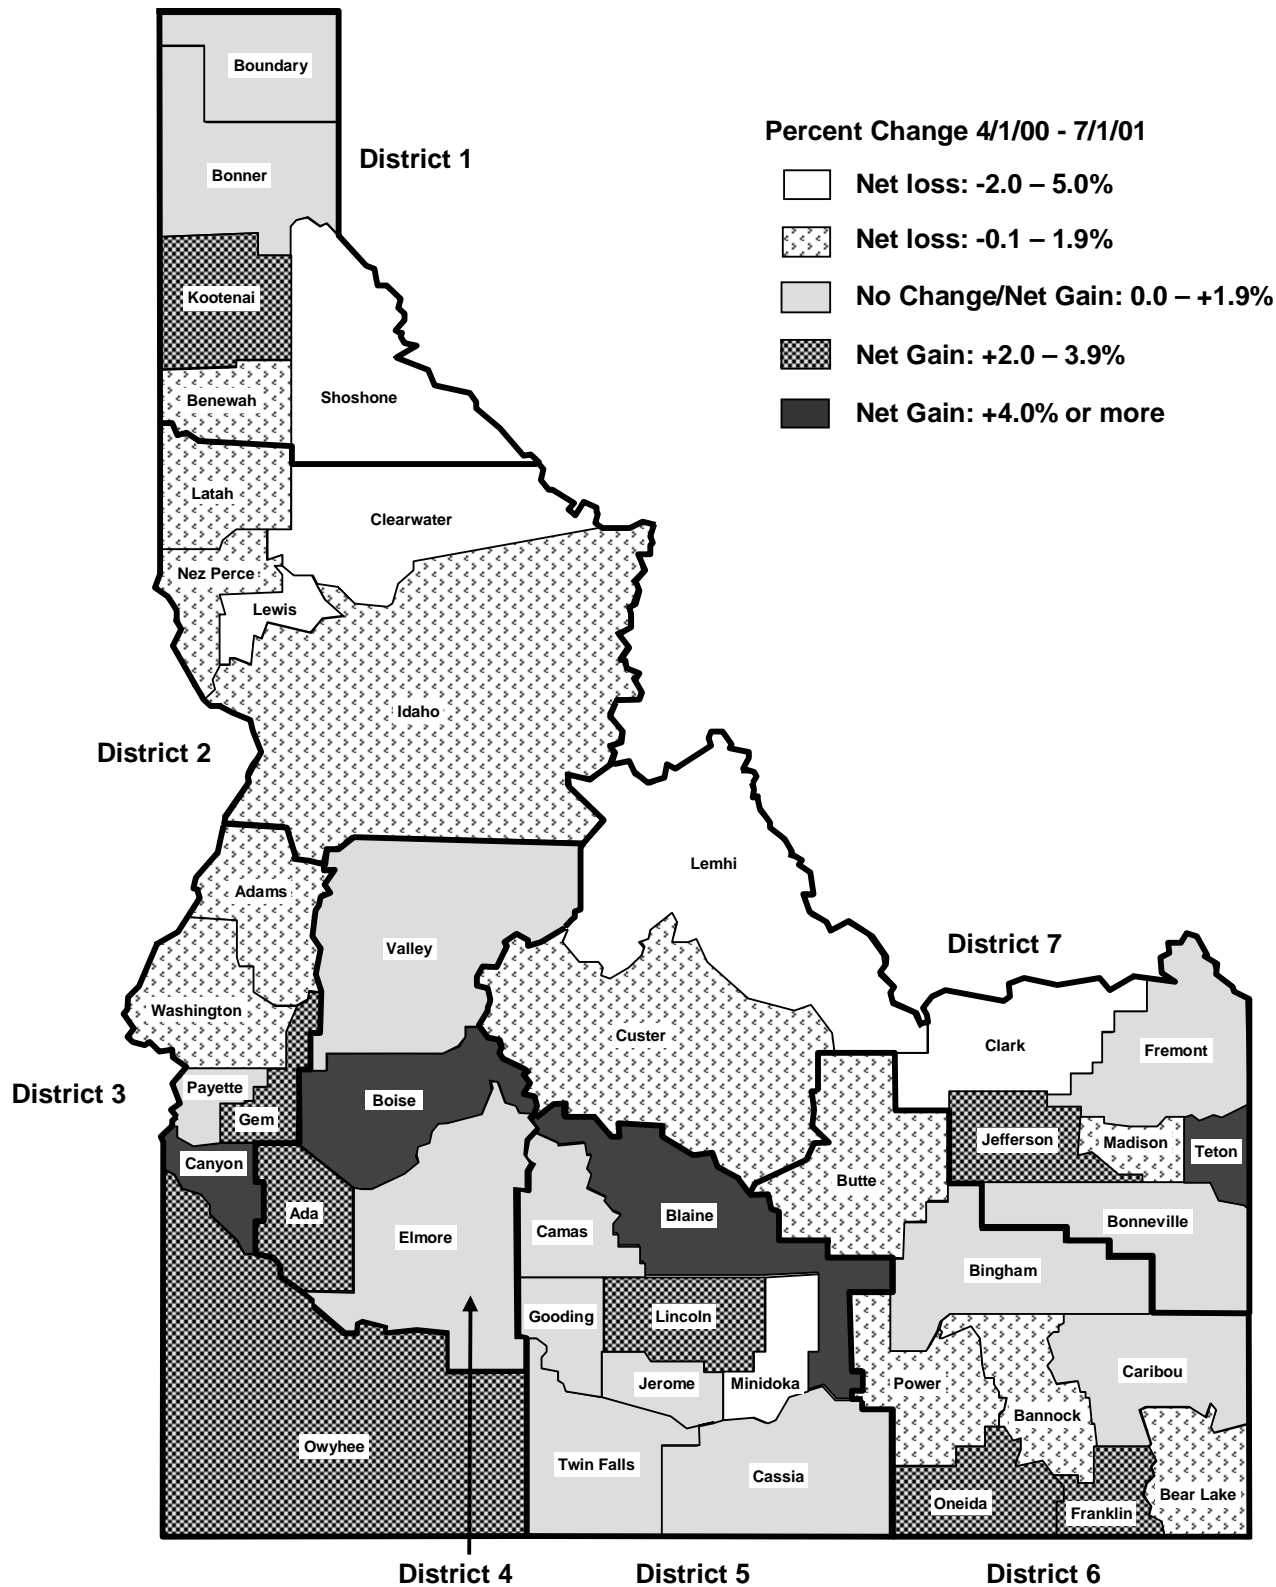 Boundary
Percent Change 4/1/00 - 7/1/01
District 1
Bonner
Net loss: -2.0 – 5.0%
Net loss: -0.1 – 1.9%
Kootenai
No Change/Net Gain: 0.0 – +1.9%
Net Gain: +2.0 – 3.9%
Benewah
Shoshone
Net Gain: +4.0% or more
Latah
Clearwater
Nez Perce
Lewis
Idaho
District 2
Lemhi
Adams
Valley
District 7
Washington
Custer
Clark
Fremont
District 3
Payette
Boise
Gem
Jefferson
Madison
Teton
Canyon
Butte
Ada
Blaine
Bonneville
Elmore
Camas
Bingham
Gooding
Lincoln
Jerome
Minidoka
Power
Caribou
Bannock
Owyhee
Twin Falls
Cassia
Oneida
Bear Lake
Franklin
District 4
District 5
District 6